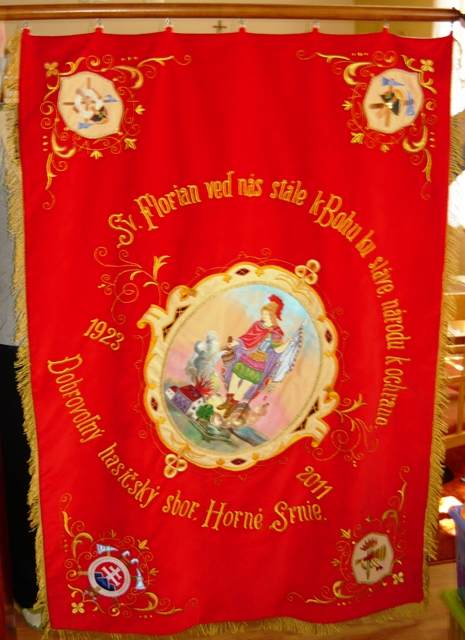 Sv. Florian veď nás stále k Bohu ku sláve národu k ochrane
1923
2011
Dobrovoľný hasičský sbor, Horné Srnie.